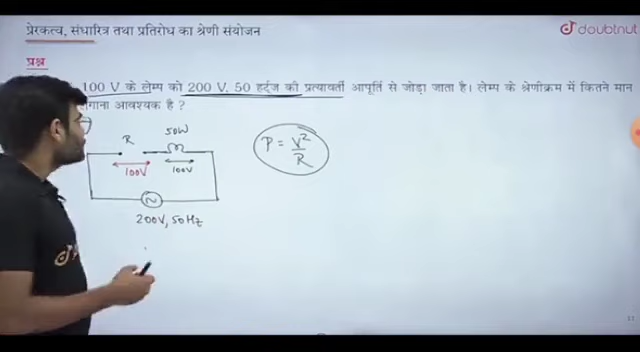 प्रेरकत्व, संधारित्र तथा प्रतिरोध का श्रेणी संयोजन
doubtnut
प्रश्न
100 V के लेम्प को 200 V, 50 हर्ट्ज की प्रत्यावर्ती आपूर्ति से जोड़ा जाता है। लेम्प के श्रेणीक्रम में कितने मान
लगाना आवश्यक है ?
R
50W
100V
100V
200V, 50Hz
P = V²/R